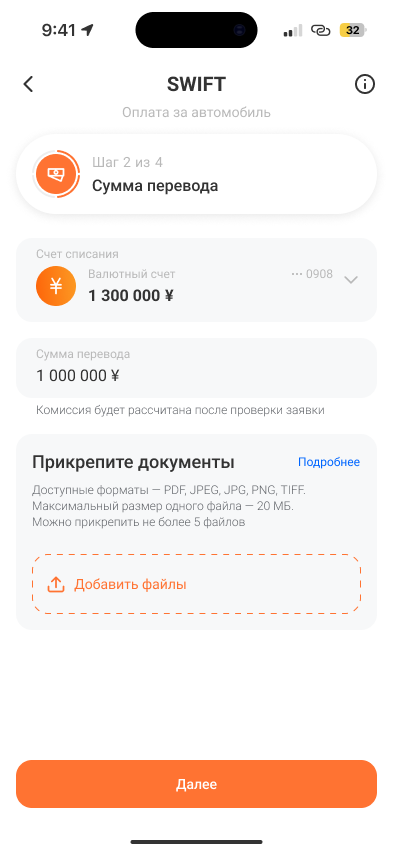 9:41
32
SWIFT
Оплата за автомобиль
Шаг 2 из 4
Сумма перевода
Счет списания
Валютный счет
··· 0908
¥
1 300 000 ¥
Сумма перевода
1 000 000 ¥
Комиссия будет рассчитана после проверки заявки
Прикрепите документы
Подробнее
Доступные форматы — PDF, JPEG, JPG, PNG, TIFF.
Максимальный размер одного файла — 20 МБ.
Можно прикрепить не более 5 файлов
Добавить файлы
Далее